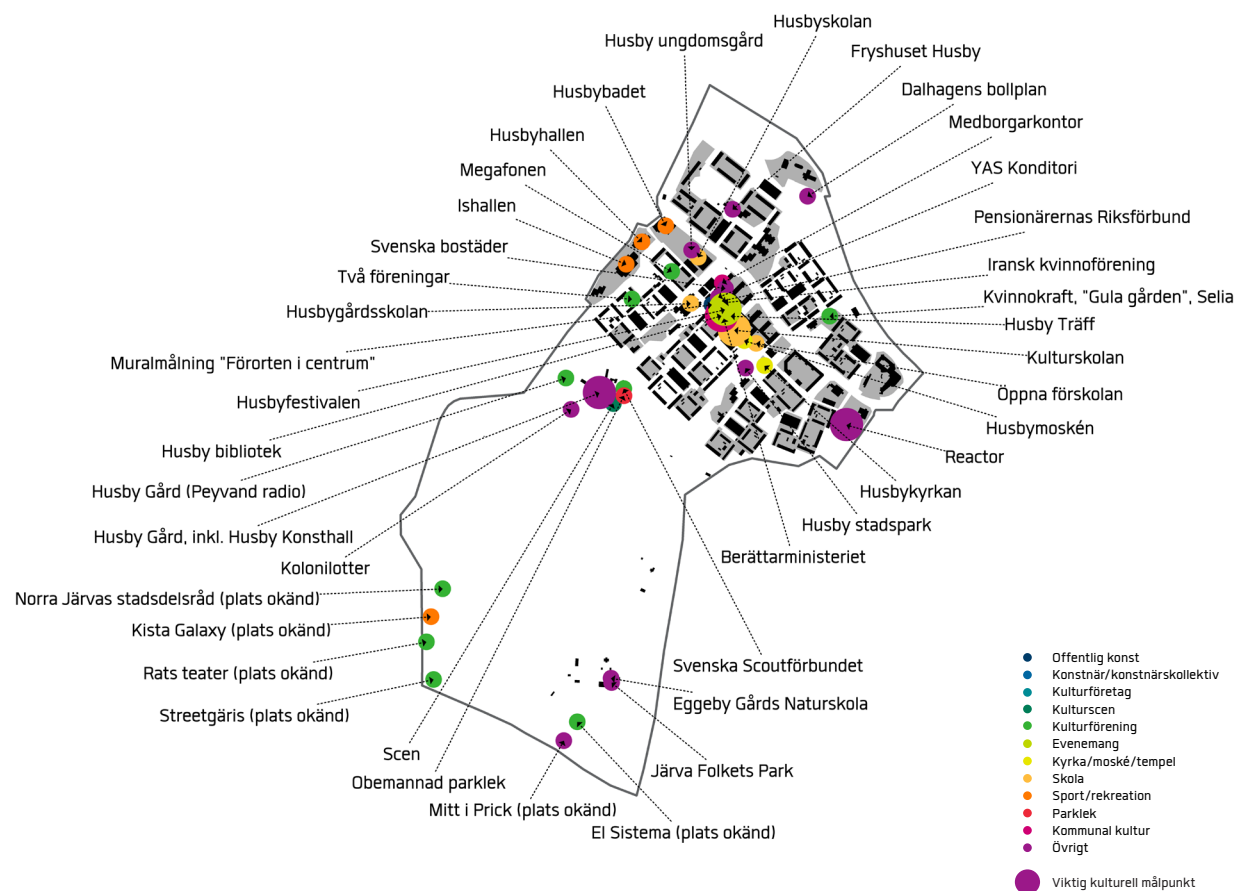 Husbyskolan
Husby ungdomsgård
Fryshuset Husby
Husbybadet
Dalhagens bollplan
Husbyhallen
Medborgarkontor
Megafonen
YAS Konditori
Ishallen
Pensionärernas Riksförbund
Svenska bostäder
Iransk kvinnoförening
Två föreningar
Kvinnokraft, "Gula gården", Selia
Husbygårdsskolan
Husby Träff
Muralmålning "Förorten i centrum"
Kulturskolan
Husbyfestivalen
Öppna förskolan
Husby bibliotek
Husbymoskén
Reactor
Husby Gård (Peyvand radio)
Husbykyrkan
Husby Gård, inkl. Husby Konsthall
Husby stadspark
Kolonilotter
Berättarministeriet
Norra Järvas stadsdelsråd (plats okänd)
Kista Galaxy (plats okänd)
Rats teater (plats okänd)
Streetgäris (plats okänd)
Svenska Scoutförbundet
Eggeby Gårds Naturskola
Scen
Järva Folkets Park
Obemannad parklek
Mitt i Prick (plats okänd)
El Sistema (plats okänd)
Offentlig konst
Konstnär/konstnärskollektiv
Kulturföretag
Kulturscen
Kulturförening
Evenemang
Kyrka/moské/tempel
Skola
Sport/rekreation
Parklek
Kommunal kultur
Övrigt
Viktig kulturell målpunkt